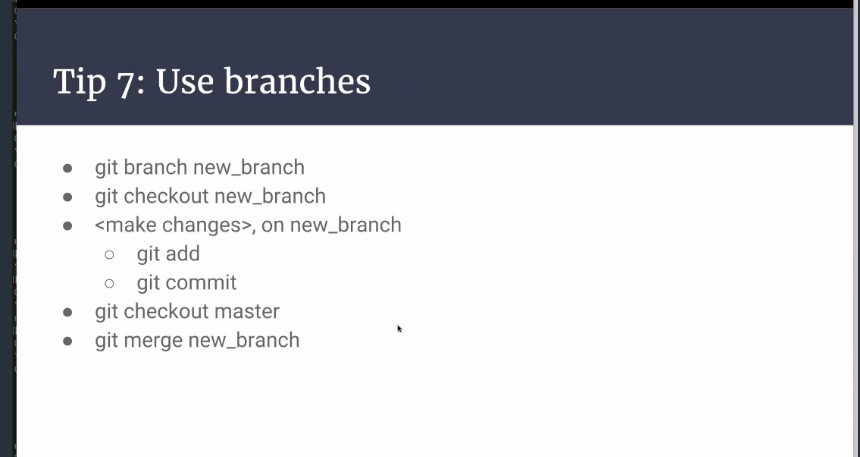 Tip 7: Use branches
● git branch new_branch
● git checkout new_branch
● <make changes>, on new_branch
○ git add
○ git commit
● git checkout master
● git merge new_branch